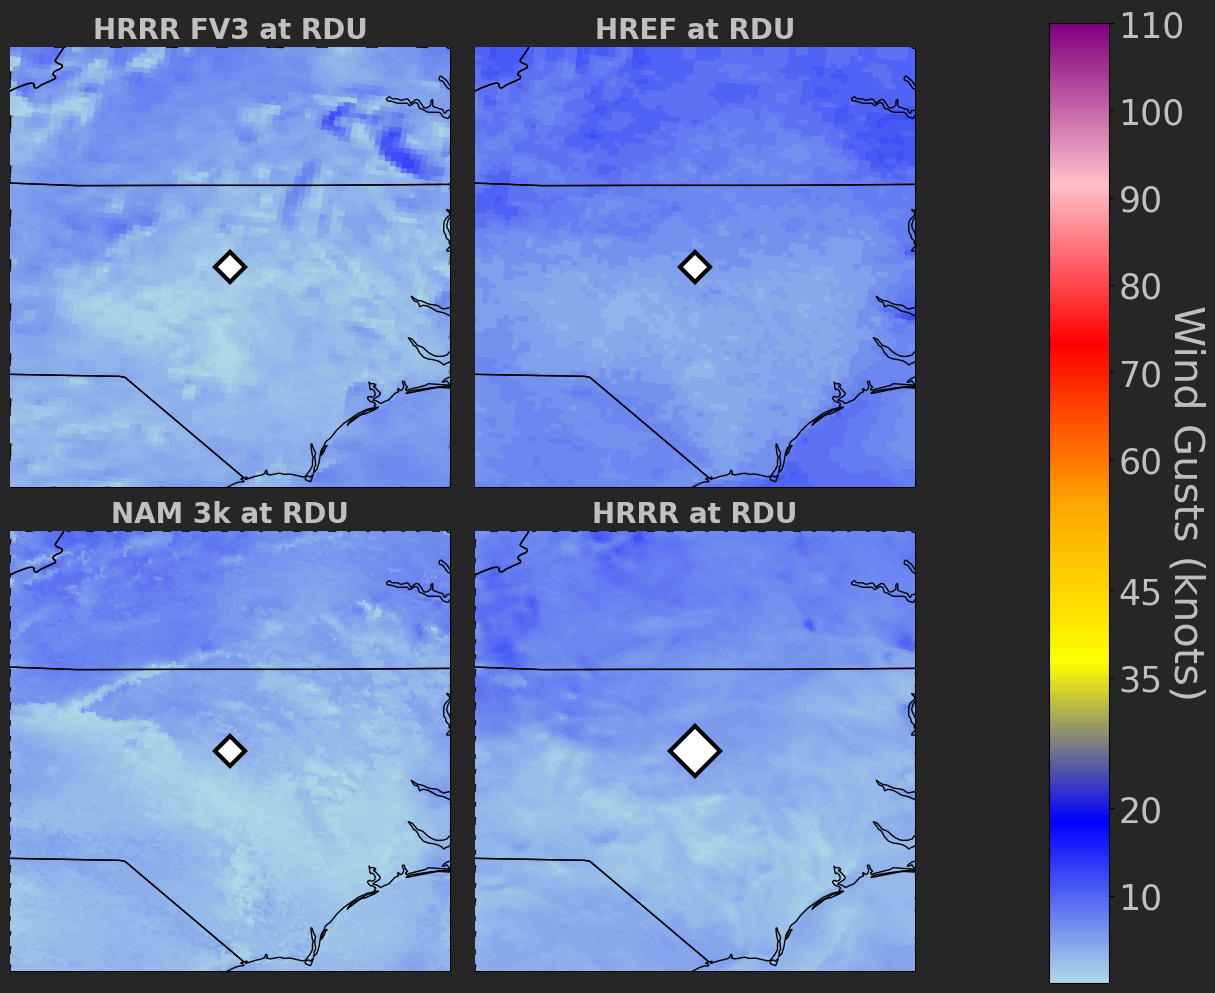 HRRR FV3 at RDU
HREF at RDU
NAM 3k at RDU
HRRR at RDU
110
100
90
80
70
60
45
35
20
10
Wind Gusts (knots)